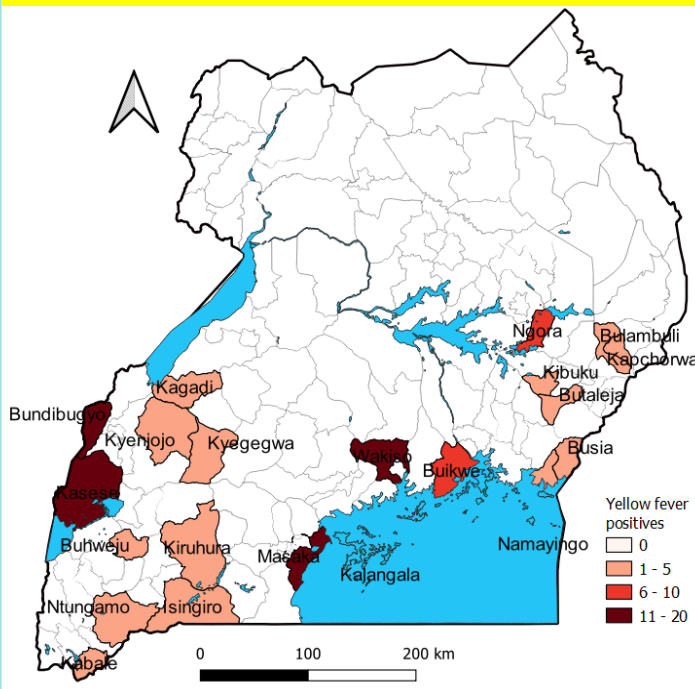 Ngora
Bulambuli
Kapchorwa
Kibuku
Butaleja
Kagadi
Bundibugyo
Kyenjojo
Kyegegwa
Wakiso
Buikwe
Busia
Kasese
Buhweju
Kiruhura
Masaka
Kalangala
Namayingo
Ntungamo
Isingiro
Kabale
0 100 200 km
Yellow fever
positives
0
1 - 5
6 - 10
11 - 20